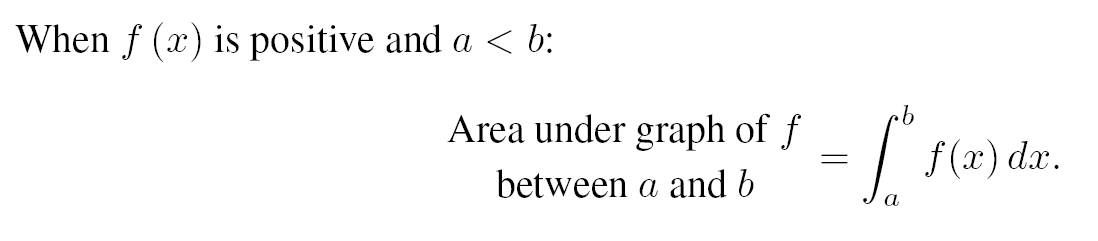 When f (x) is positive and a < b:
Area under graph of f
between a and b
= ∫_a^b f(x) dx.